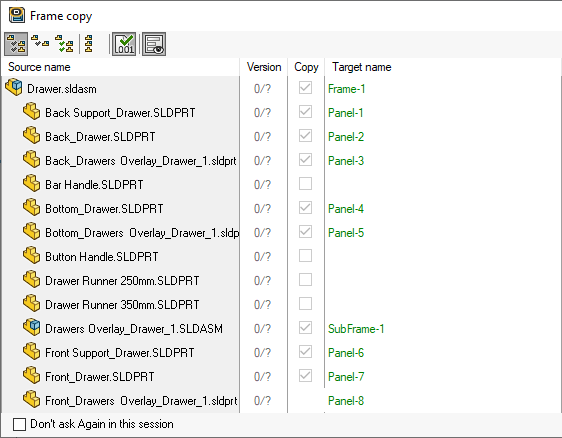 Frame copy
001
Source name Version Copy Target name
Drawer.sldasm 0/? Frame-1
Back Support_Drawer.SLDPRT 0/? Panel-1
Back_Drawer.SLDPRT 0/? Panel-2
Back_Drawers Overlay_Drawer_1.sldprt 0/? Panel-3
Bar Handle.SLDPRT 0/?
Bottom_Drawer.SLDPRT 0/? Panel-4
Bottom_Drawers Overlay_Drawer_1.sldp 0/? Panel-5
Button Handle.SLDPRT 0/?
Drawer Runner 250mm.SLDPRT 0/?
Drawer Runner 350mm.SLDPRT 0/?
Drawers Overlay_Drawer_1.SLDASM 0/? SubFrame-1
Front Support_Drawer.SLDPRT 0/? Panel-6
Front_Drawer.SLDPRT 0/? Panel-7
Front_Drawers Overlay_Drawer_1.sldprt 0/? Panel-8
Don't ask Again in this session